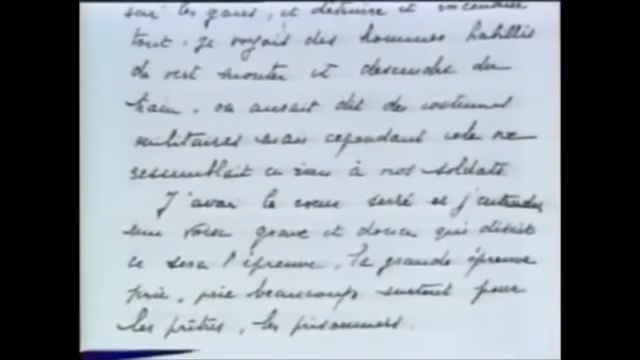 sur les gares, et détruire et incendier
tout. Je voyais des hommes habillés
de vert monter et descendre du
train, on aurait dit des costumes
militaires mais cependant cela ne
ressemblait en rien à nos soldats.
J'avais le coeur serré et j'entendis
une voix grave et douce qui disait
ce sera l'épreuve, la grande épreuve
prie, prie beaucoup surtout pour
les prêtres, les prisonniers.